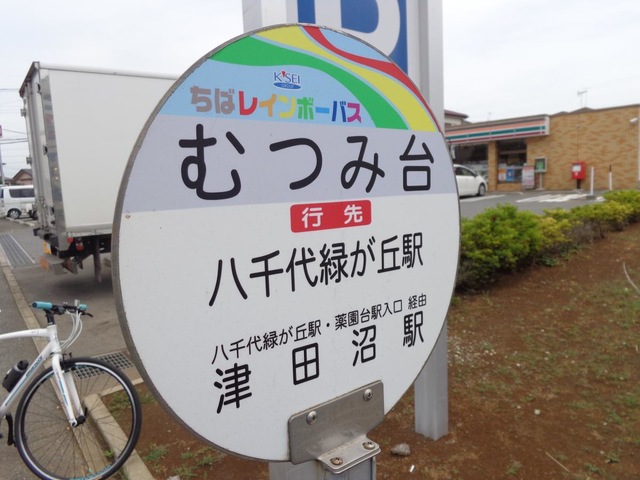 K'SEI
GROUP
ちばレインボーバス
むつみ台
行先
八千代緑が丘駅
八千代緑が丘駅・薬園台駅入口 経由
津田沼駅